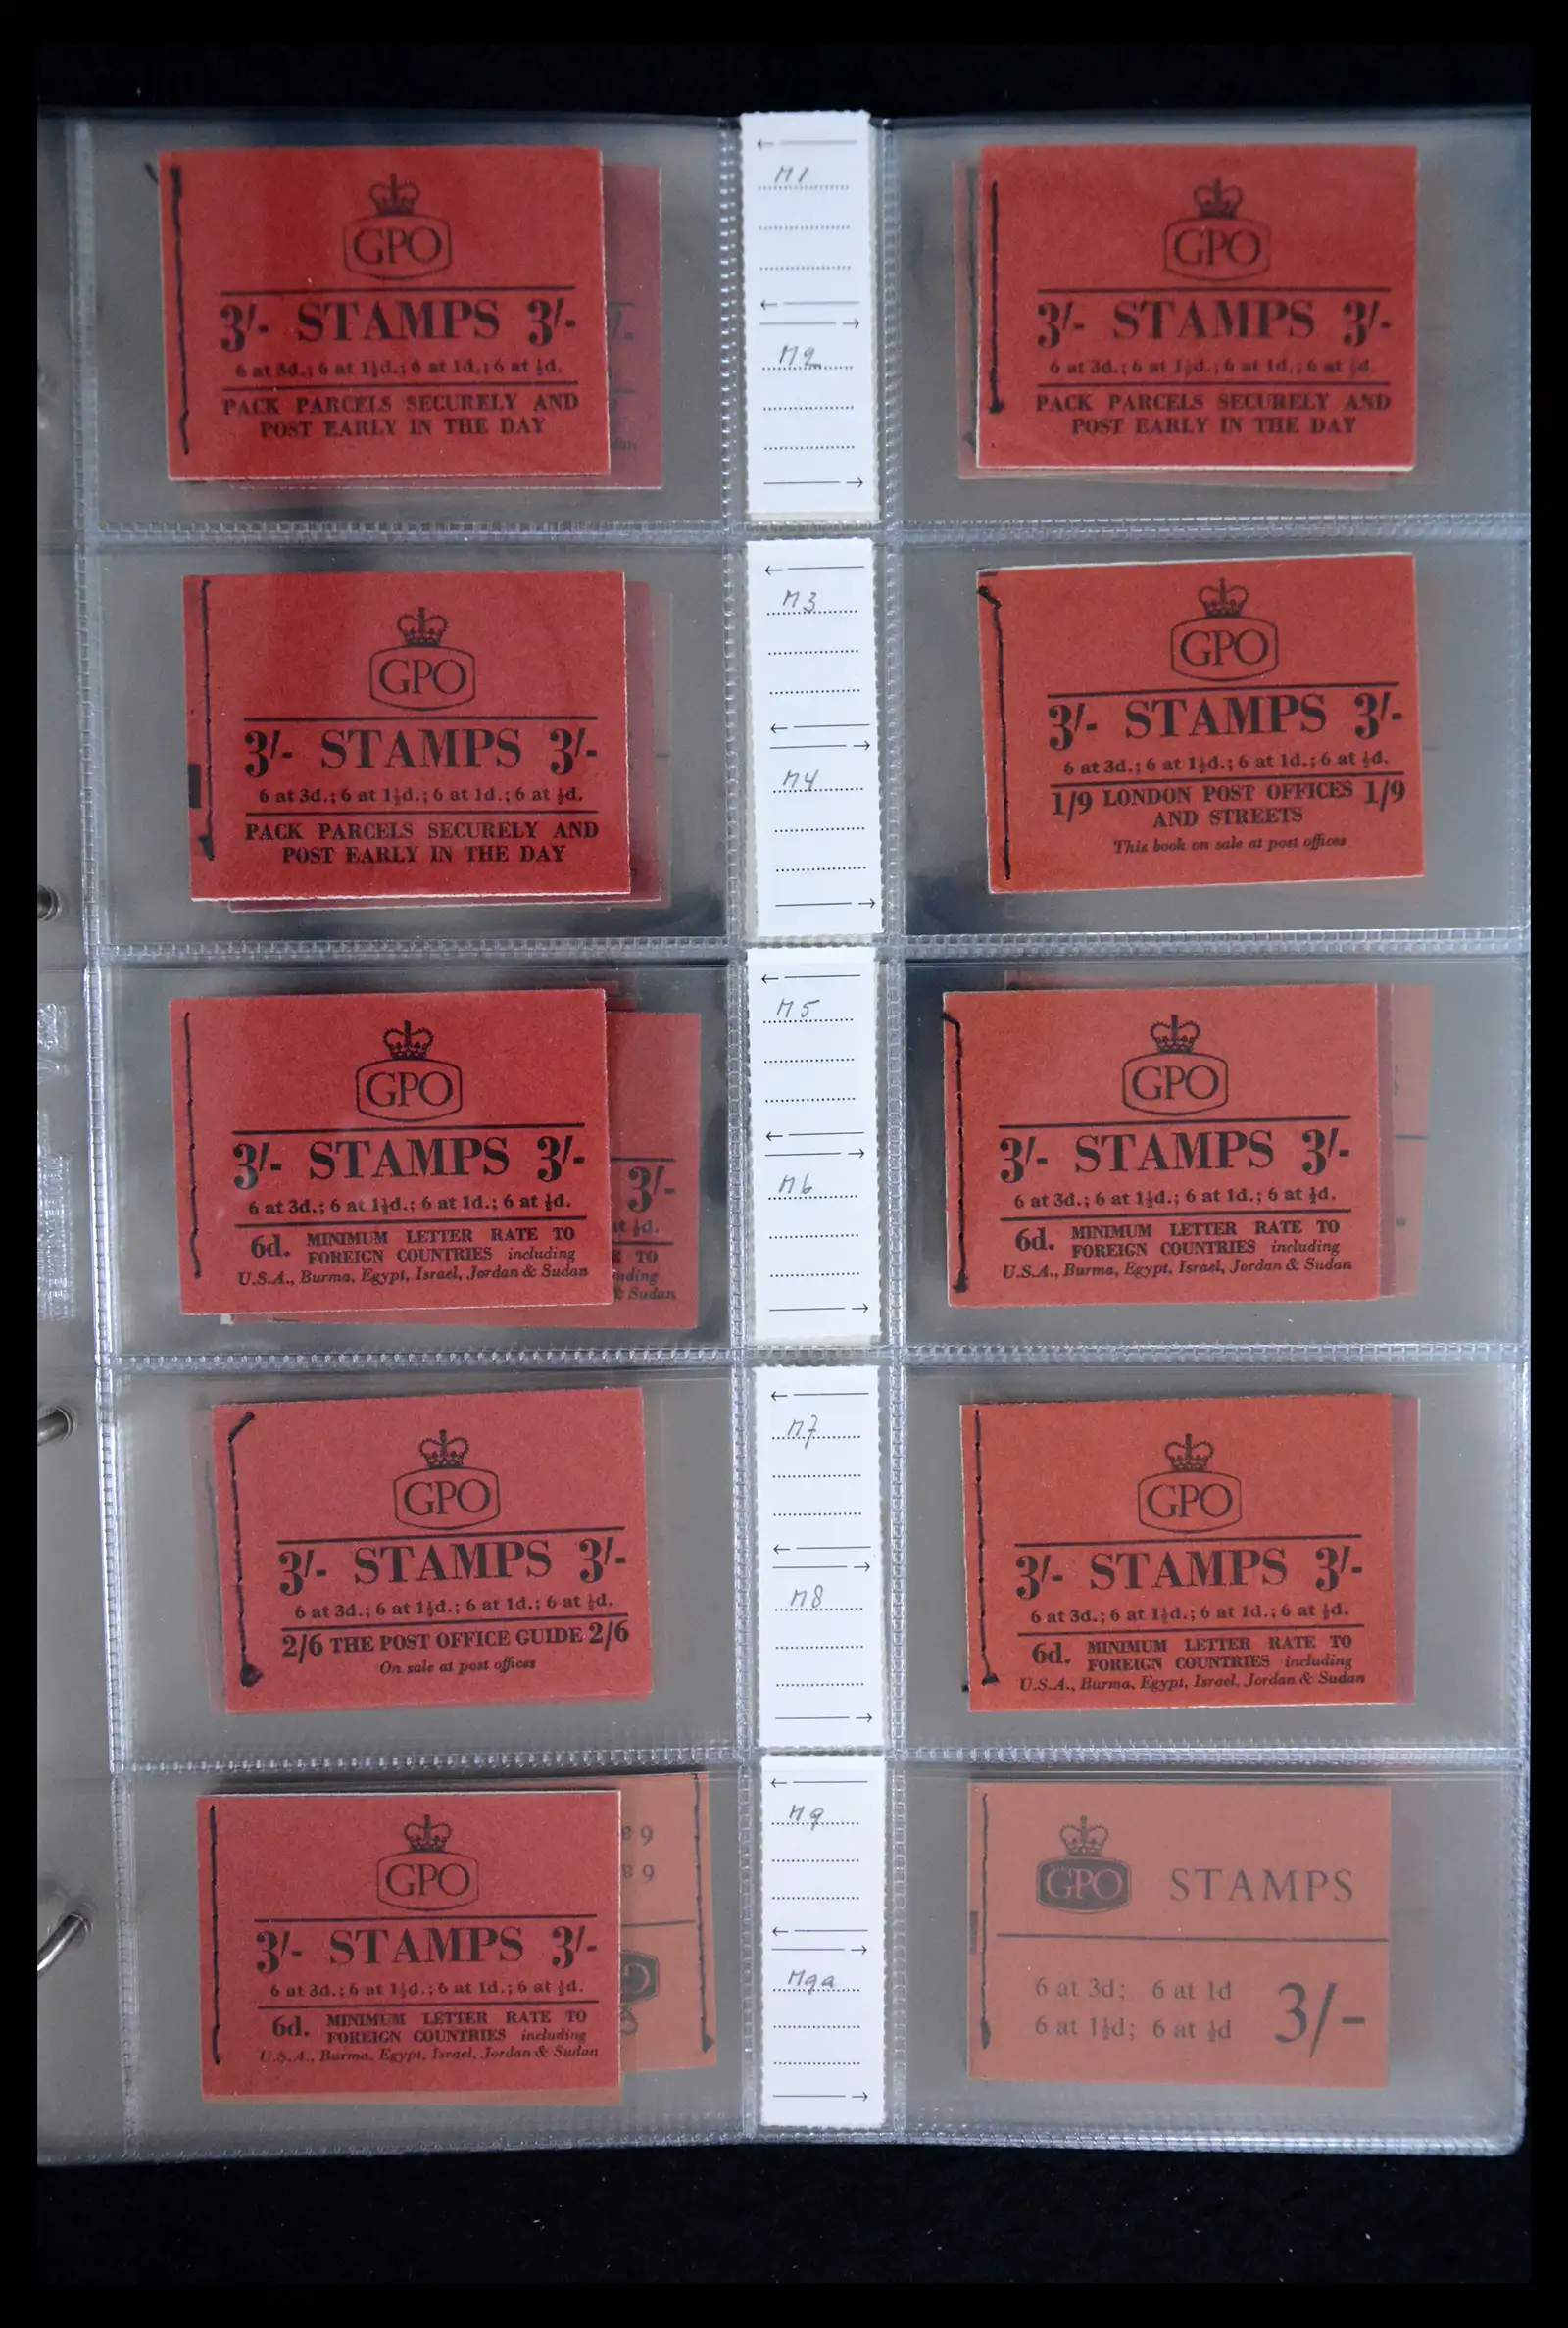 GPO
3/- STAMPS 3/-
6 at 3d.; 6 at 1½d.; 6 at 1d.; 6 at ½d.
PACK PARCELS SECURELY AND
POST EARLY IN THE DAY
M1
M2
GPO
3/- STAMPS 3/-
6 at 3d.; 6 at 1½d.; 6 at 1d.; 6 at ½d.
PACK PARCELS SECURELY AND
POST EARLY IN THE DAY
GPO
3/- STAMPS 3/-
6 at 3d.; 6 at 1½d.; 6 at 1d.; 6 at ½d.
PACK PARCELS SECURELY AND
POST EARLY IN THE DAY
M3
M4
GPO
3/- STAMPS 3/-
6 at 3d.; 6 at 1½d.; 6 at 1d.; 6 at ½d.
1/9 LONDON POST OFFICES 1/9
AND STREETS
This book on sale at post offices
GPO
3/- STAMPS 3/-
6 at 3d.; 6 at 1½d.; 6 at 1d.; 6 at ½d.
6d. MINIMUM LETTER RATE TO
FOREIGN COUNTRIES including
U.S.A., Burma, Egypt, Israel, Jordan & Sudan
3/-
at ½d.
TO
& Sudan
M5
M6
GPO
3/- STAMPS 3/-
6 at 3d.; 6 at 1½d.; 6 at 1d.; 6 at ½d.
6d. MINIMUM LETTER RATE TO
FOREIGN COUNTRIES including
U.S.A., Burma, Egypt, Israel, Jordan & Sudan
GPO
3/- STAMPS 3/-
6 at 3d.; 6 at 1½d.; 6 at 1d.; 6 at ½d.
2/6 THE POST OFFICE GUIDE 2/6
On sale at post offices
M7
M8
GPO
3/- STAMPS 3/-
6 at 3d.; 6 at 1½d.; 6 at 1d.; 6 at ½d.
6d. MINIMUM LETTER RATE TO
FOREIGN COUNTRIES including
U.S.A., Burma, Egypt, Israel, Jordan & Sudan
GPO
3/- STAMPS 3/-
6 at 3d.; 6 at 1½d.; 6 at 1d.; 6 at ½d.
6d. MINIMUM LETTER RATE TO
FOREIGN COUNTRIES including
U.S.A., Burma, Egypt, Israel, Jordan & Sudan
M9
M9a
GPO STAMPS
6 at 3d; 6 at 1d
6 at 1½d; 6 at ½d 3/-